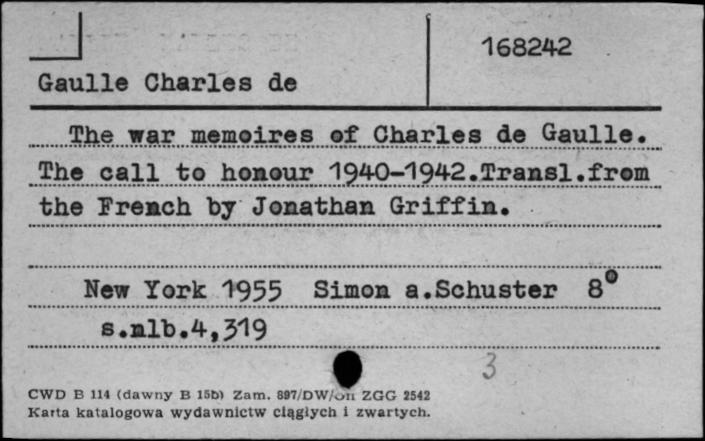 168242
Gaulle Charles de
The war memoires of Charles de Gaulle.
The call to honour 1940-1942.Transl.from
the French by Jonathan Griffin.
New York 1955 Simon a.Schuster 8°
s.nlb.4,319
3
CWD B 114 (dawny B 15b) Zam. 897/DW/on ZGG 2542
Karta katalogowa wydawnictw ciągłych i zwartych.